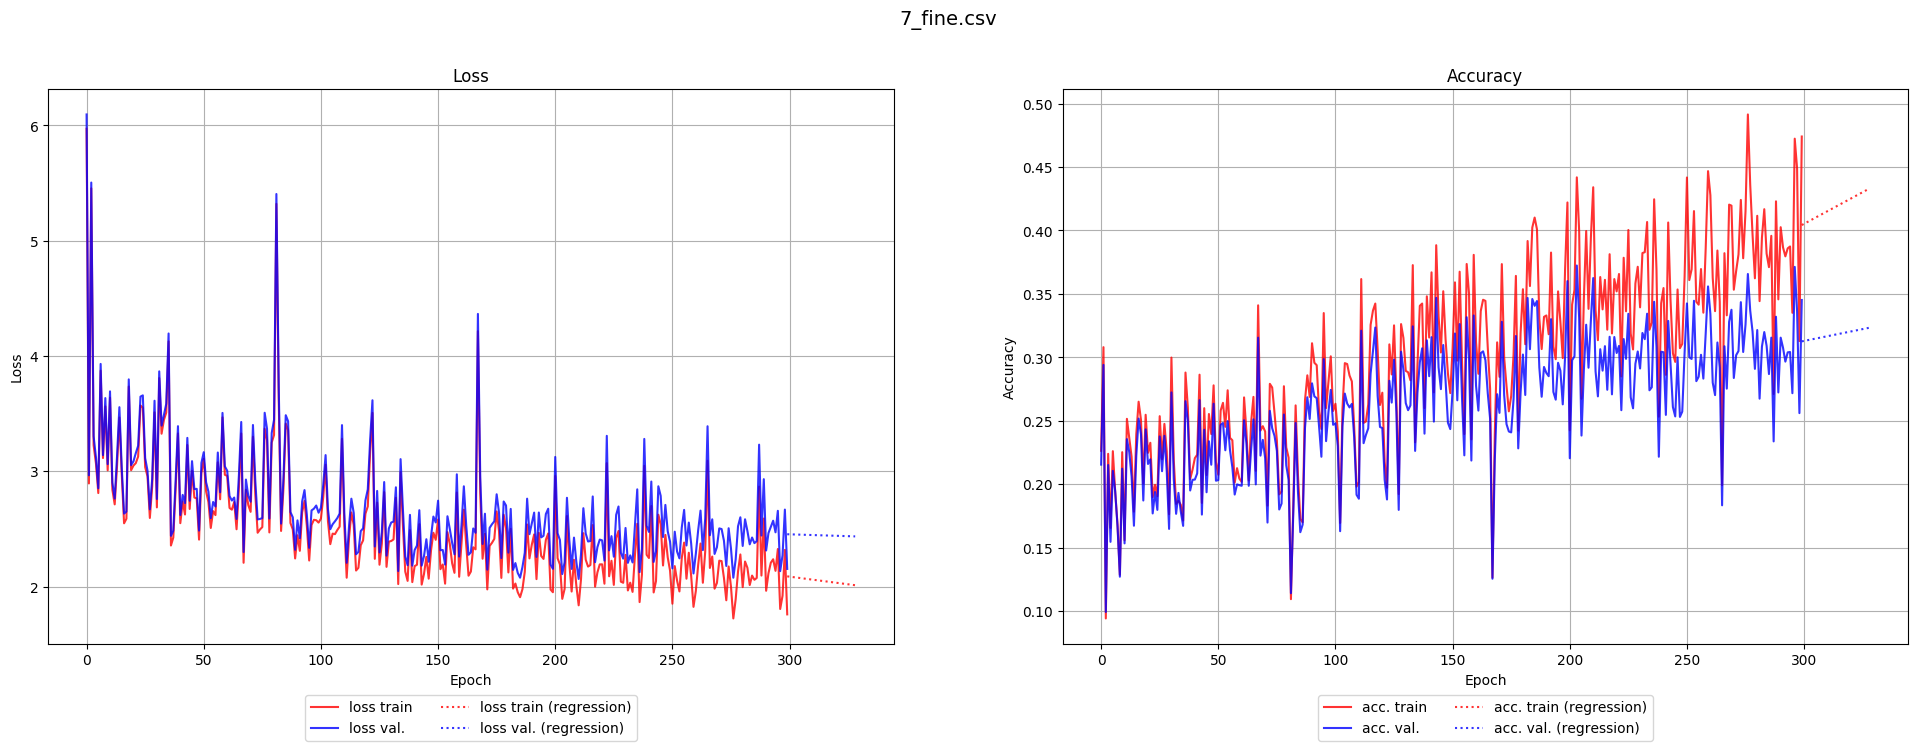 7_fine.csv
Loss
6
5
4
3
2
Loss
0 50 100 150 200 250 300
Epoch
loss train
loss val.
loss train (regression)
loss val. (regression)
Accuracy
0.50
0.45
0.40
0.35
0.30
0.25
0.20
0.15
0.10
Accuracy
0 50 100 150 200 250 300
Epoch
acc. train
acc. val.
acc. train (regression)
acc. val. (regression)